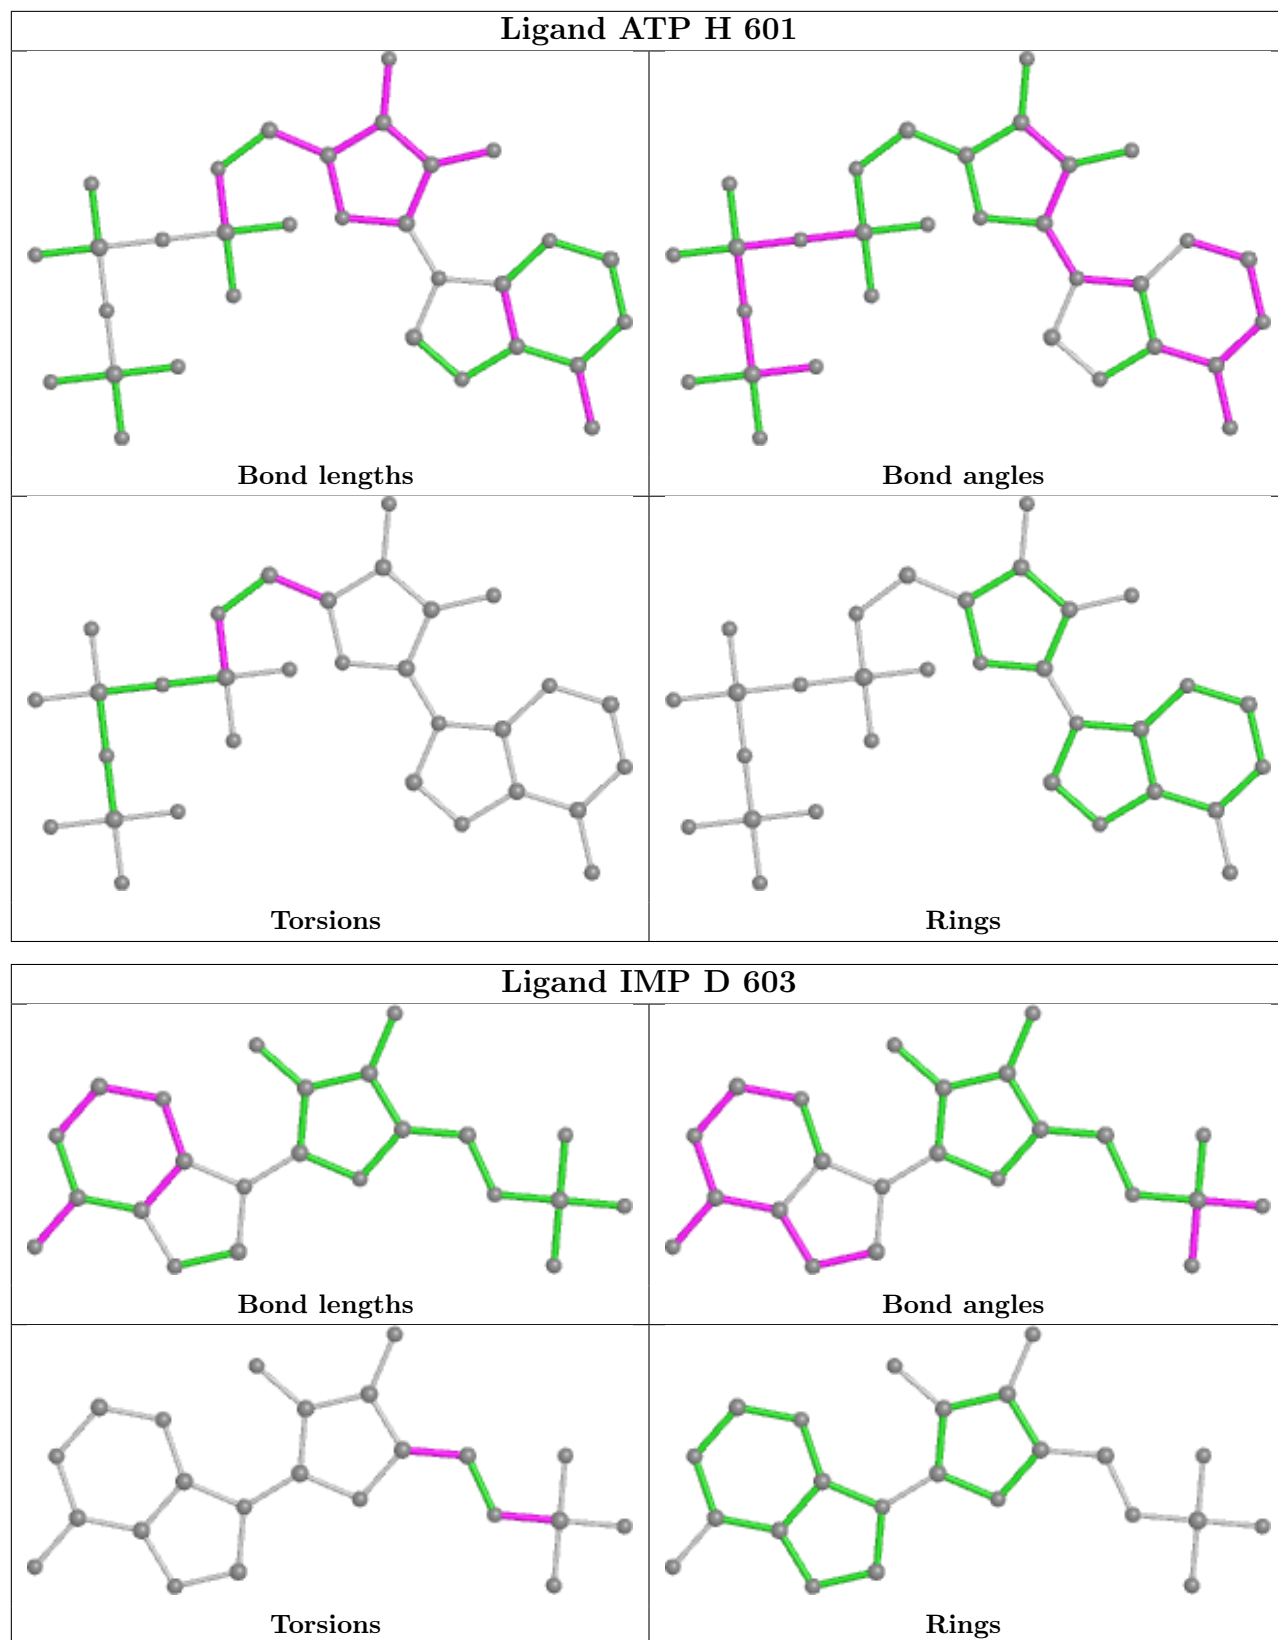 Ligand ATP H 601
Bond lengths
Bond angles
Torsions
Rings
Ligand IMP D 603
Bond lengths
Bond angles
Torsions
Rings